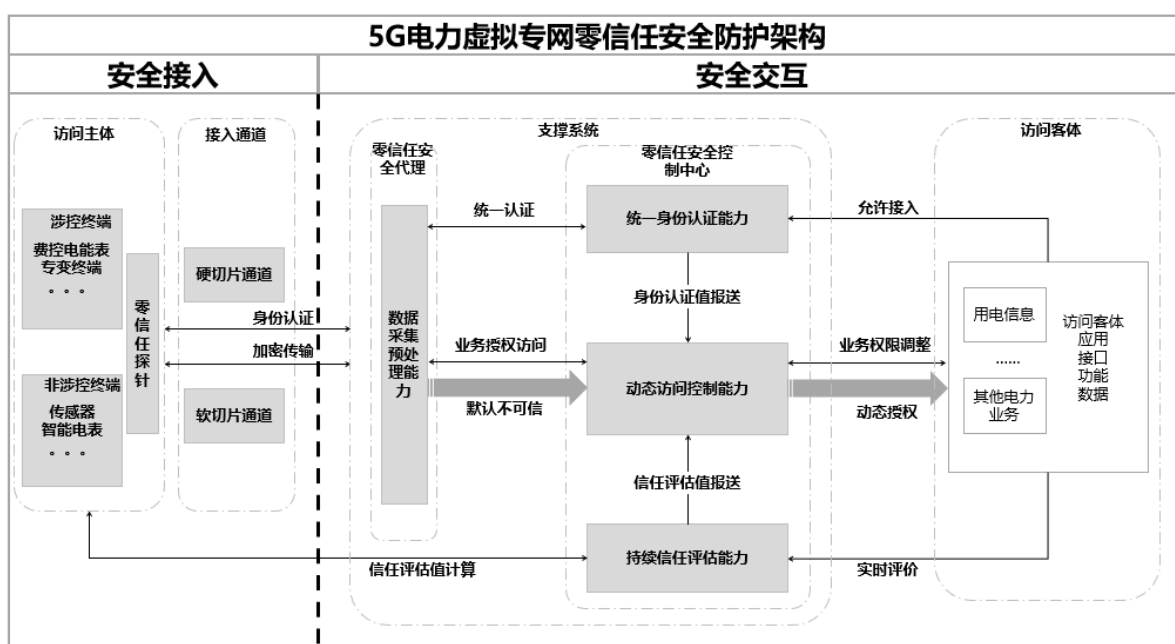 5G电力虚拟专网零信任安全防护架构
安全接入
安全交互
访问主体
接入通道
支撑系统
访问客体
零信任安
全代理
零信任安全控
制中心
涉控终端
费控电能表
专变终端
。。。
非涉控终端
传感器
智能电表
。。。
零
信
任
探
针
硬切片通道
软切片通道
身份认证
加密传输
数据
采集
预处
理能
力
统一认证
统一身份认证能力
允许接入
身份认证值报送
业务授权访问
默认不可信
动态访问控制能力
业务权限调整
动态授权
信任评估值报送
持续信任评估能力
信任评估值计算
实时评价
用电信息
......
其他电力
业务
访问客体
应用
接口
功能
数据